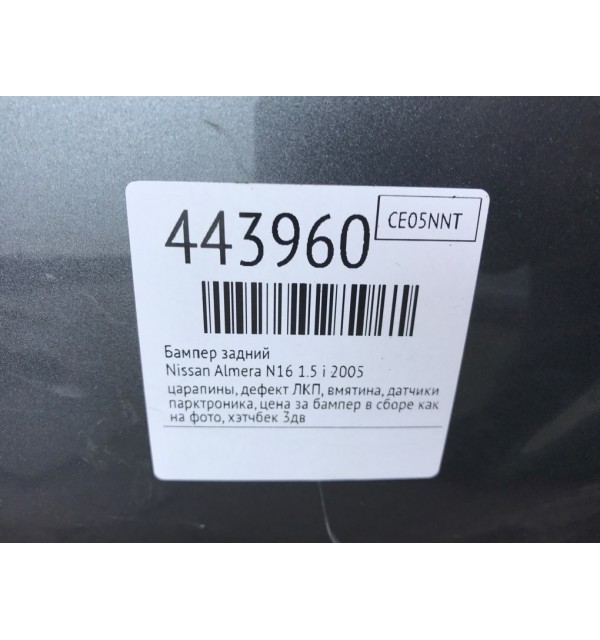 443960
CE05NNT
Бампер задний
Nissan Almera N16 1.5 i 2005
царапины, дефект ЛКП, вмятина, датчики
парктроника, цена за бампер в сборе как
на фото, хэтчбек 3дв